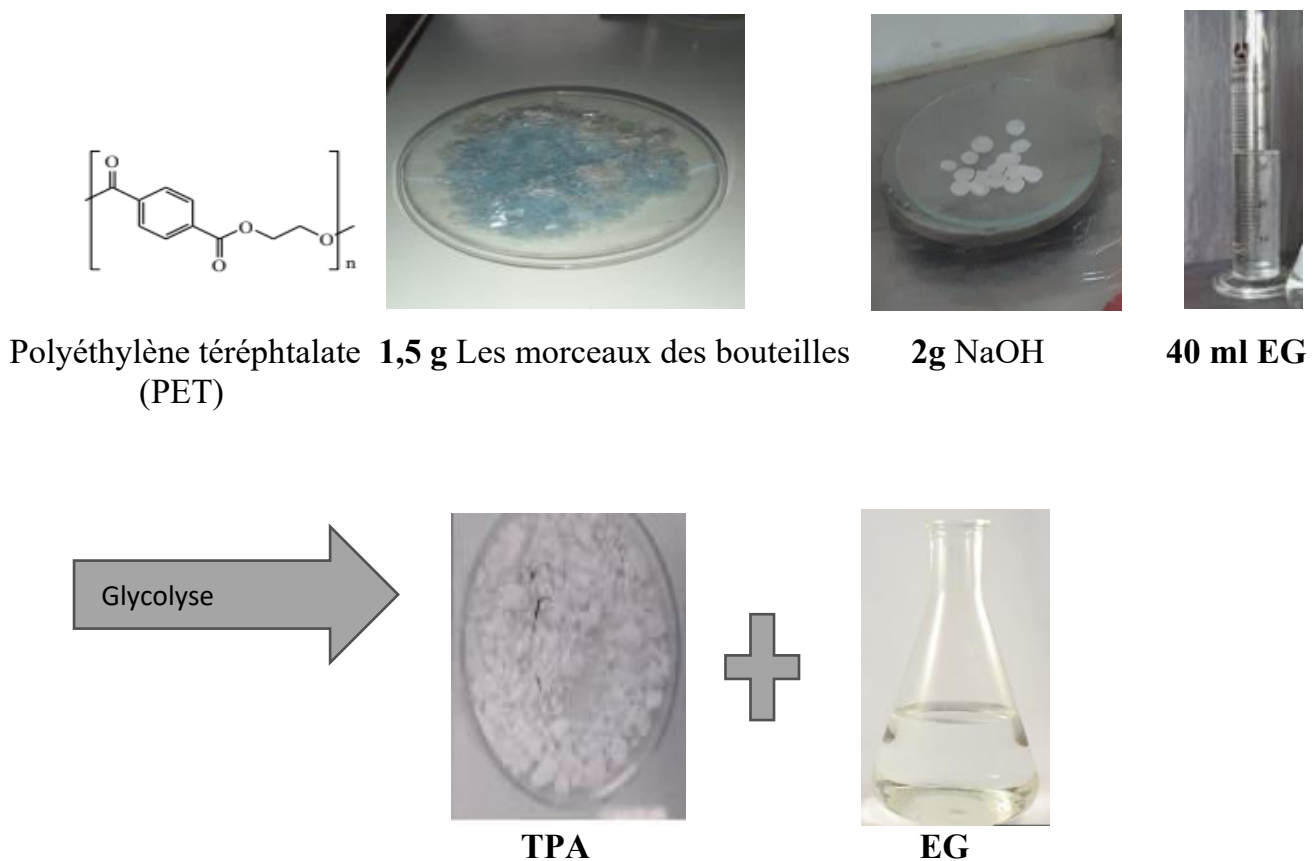 O
O
O
O
n
Polyéthylène téréphtalate
(PET)
1,5 g Les morceaux des bouteilles
2g NaOH
40 ml EG
Glycolyse
TPA
EG